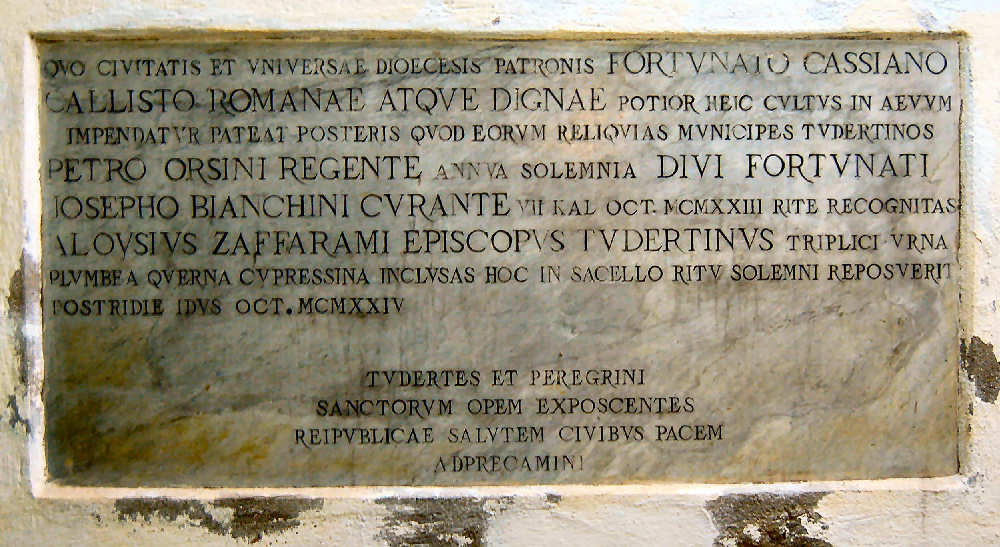 QVO CIVITATIS ET VNIVERSAE DIOECESIS PATRONIS FORTVNATO CASSIANO
CALLISTO ROMANAE ATQVE DIGNAE POTIOR HEIC CVLTVS IN AEVVM
IMPENDATVR PATEAT POSTERIS QVOD EORVM RELIQVIAS MVNICIPES TVDERTINOS
PETRO ORSINI REGENTE ANNVA SOLEMNIA DIVI FORTVNATI
IOSEPHO BIANCHINI CVRANTE VII KAL OCT. MCMXXIII RITE RECOGNITAS
ALOVSIVS ZAFFARAMI EPISCOPVS TVDERTINVS TRIPLICI VRNA
PLVMBEA QVERNA CVPRESSINA INCLVSAS HOC IN SACELLO RITV SOLEMNI REPOSVERIT
POSTRIDIE IDVS OCT. MCMXXIV
TVDERTES ET PEREGRINI
SANCTORVM OPEM EXPOSCENTES
REIPVBLICAE SALVTEM CIVIBVS PACEM
ADPRECAMINI